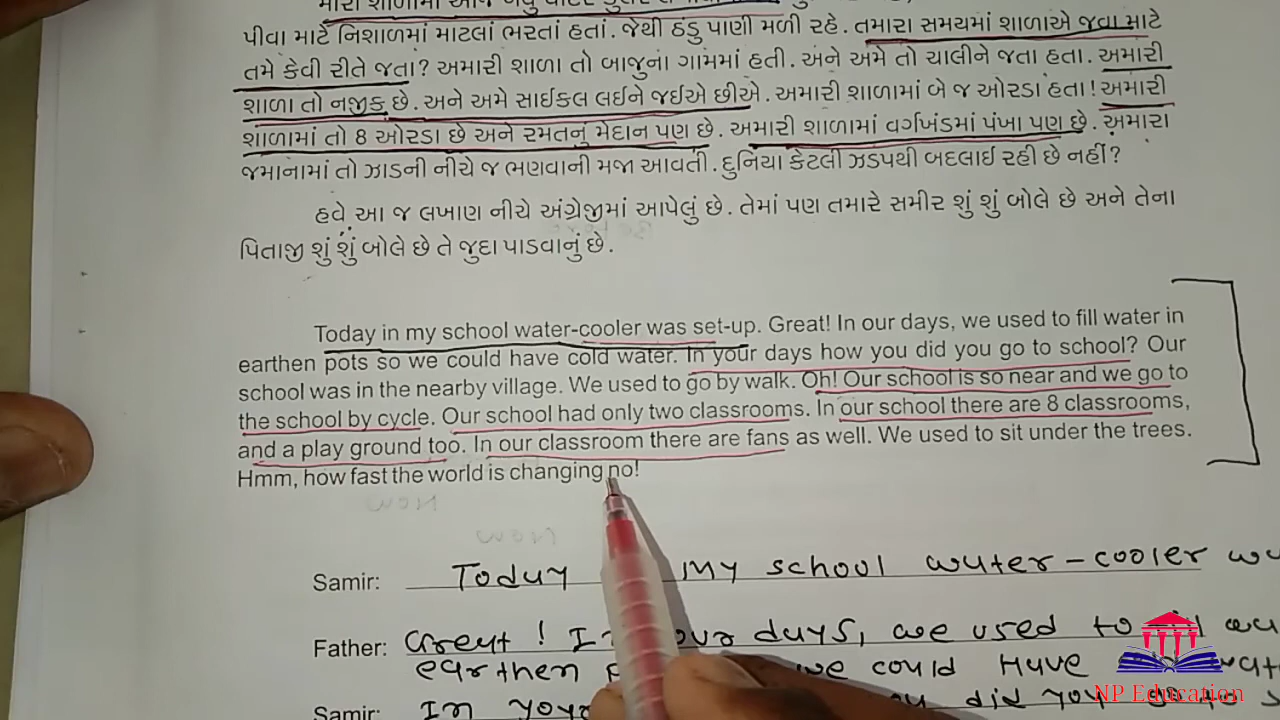 પીવા માટે નિશાળમાં માટલાં ભરતાં હતાં. જેથી ઠંડુ પાણી મળી રહે. તમારા સમયમાં શાળાએ જવા માટે
તમે કેવી રીતે જતા? અમારી શાળા તો બાજુના ગામમાં હતી. અને અમે તો ચાલીને જતા હતા. અમારી
શાળા તો નજીક છે. અને અમે સાઈકલ લઈને જઈએ છીએ. અમારી શાળામાં બે જ ઓરડા હતા! અમારી
શાળામાં તો 8 ઓરડા છે અને રમતનું મેદાન પણ છે. અમારી શાળામાં વર્ગખંડમાં પંખા પણ છે. અમારા
જમાનામાં તો ઝાડની નીચે જ ભણવાની મજા આવતી. દુનિયા કેટલી ઝડપથી બદલાઈ રહી છે નહીં?
હવે આ જ લખાણ નીચે અંગ્રેજીમાં આપેલું છે. તેમાં પણ તમારે સમીર શું શું બોલે છે અને તેના
પિતાજી શું શું બોલે છે તે જુદા પાડવાનું છે.
Today in my school water-cooler was set-up. Great! In our days, we used to fill water in
earthen pots so we could have cold water. In your days how you did you go to school? Our
school was in the nearby village. We used to go by walk. Oh! Our school is so near and we go to
the school by cycle. Our school had only two classrooms. In our school there are 8 classrooms,
and a play ground too. In our classroom there are fans as well. We used to sit under the trees.
Hmm, how fast the world is changing no!
Samir: Today my school water-cooler
Father: Great! In our days, we used to
earthen we could have
Samir: In did you go to
NP Education